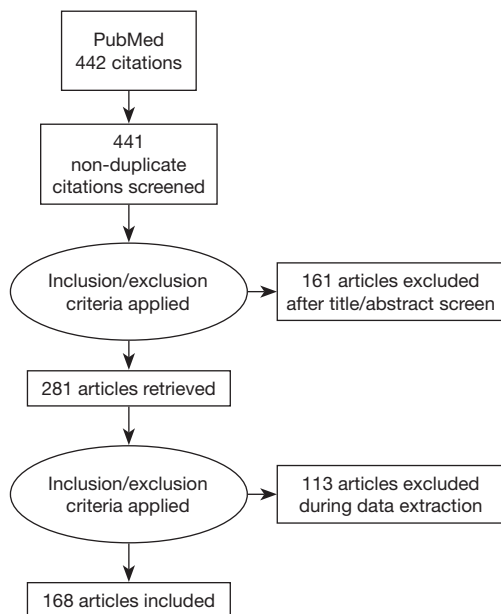 PubMed
442 citations
441
non-duplicate
citations screened
Inclusion/exclusion
criteria applied
161 articles excluded
after title/abstract screen
281 articles retrieved
Inclusion/exclusion
criteria applied
113 articles excluded
during data extraction
168 articles included